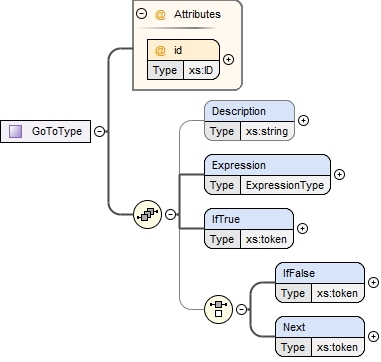 @ Attributes
@ id
Type xs:ID
GoToType
Description
Type xs:string
Expression
Type ExpressionType
IfTrue
Type xs:token
IfFalse
Type xs:token
Next
Type xs:token